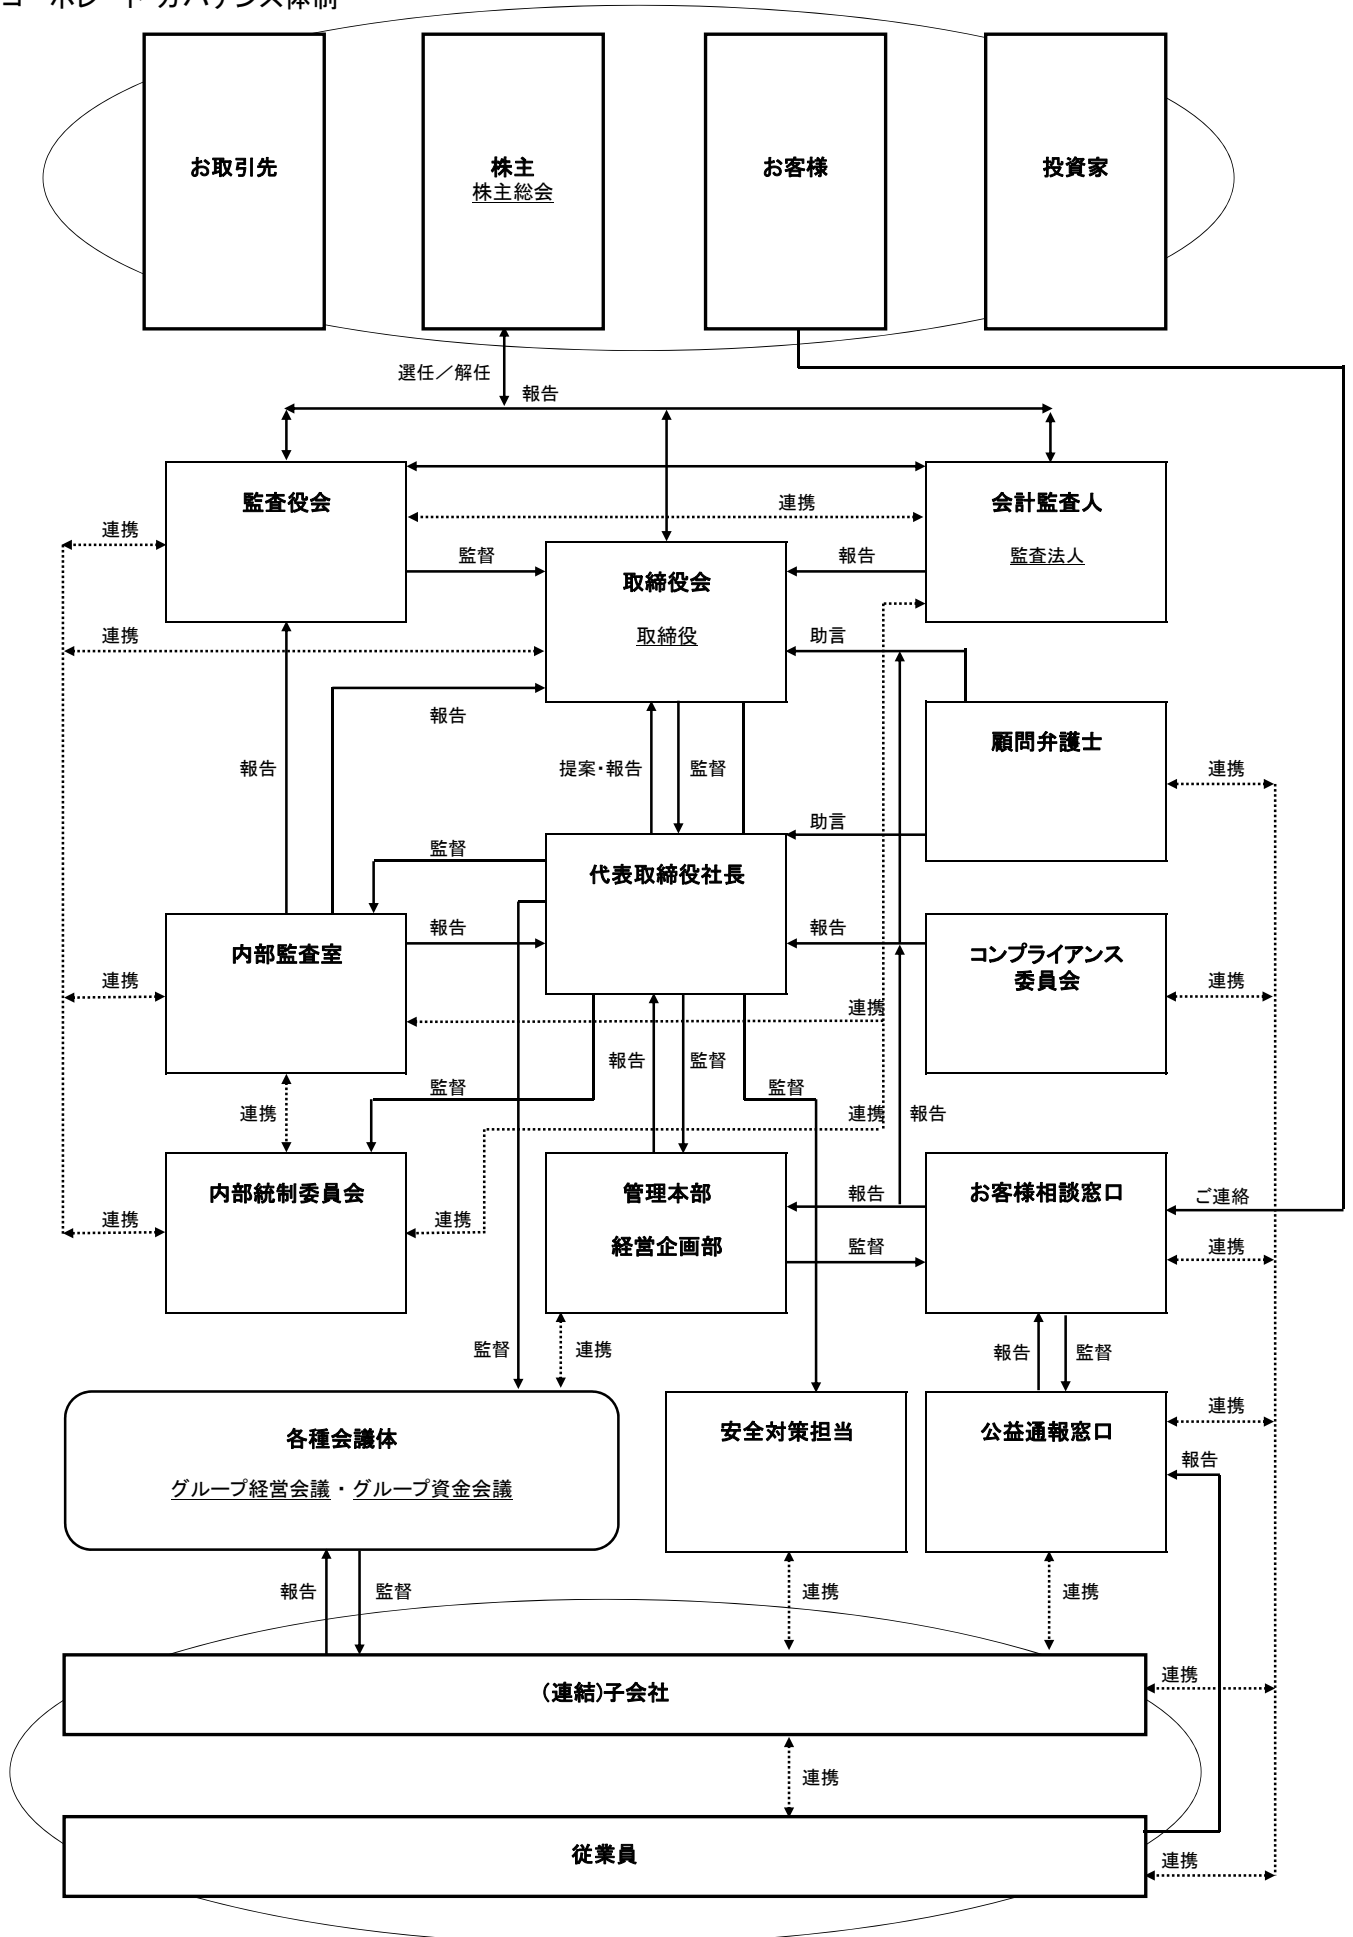 コーポレート・ガバナンス体制
お取引先
株主
株主総会
お客様
投資家
選任／解任
報告
監査役会
会計監査人
監査法人
連携
連携
監督
報告
取締役会
取締役
連携
助言
報告
顧問弁護士
報告
提案・報告
監督
連携
助言
監督
代表取締役社長
内部監査室
報告
報告
コンプライアンス
委員会
連携
連携
連携
報告
監督
監督
監督
連携
連携
報告
内部統制委員会
管理本部
経営企画部
お客様相談窓口
報告
ご連絡
連携
連携
監督
連携
監督
連携
報告
監督
各種会議体
グループ経営会議・グループ資金会議
安全対策担当
公益通報窓口
連携
報告
報告
監督
連携
連携
(連結)子会社
連携
連携
従業員
連携